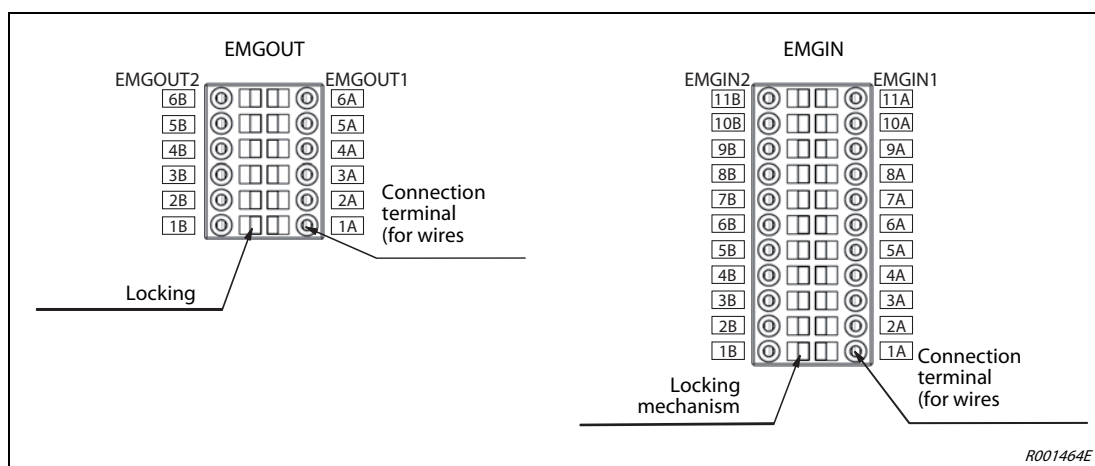 EMGOUT
EMGOUT2 EMGOUT1
6B 6A
5B 5A
4B 4A
3B 3A
2B 2A
1B 1A
Connection
terminal
(for wires
Locking
EMGIN
EMGIN2 EMGIN1
11B 11A
10B 10A
9B 9A
8B 8A
7B 7A
6B 6A
5B 5A
4B 4A
3B 3A
2B 2A
1B 1A
Connection
terminal
(for wires
Locking
mechanism
R001464E